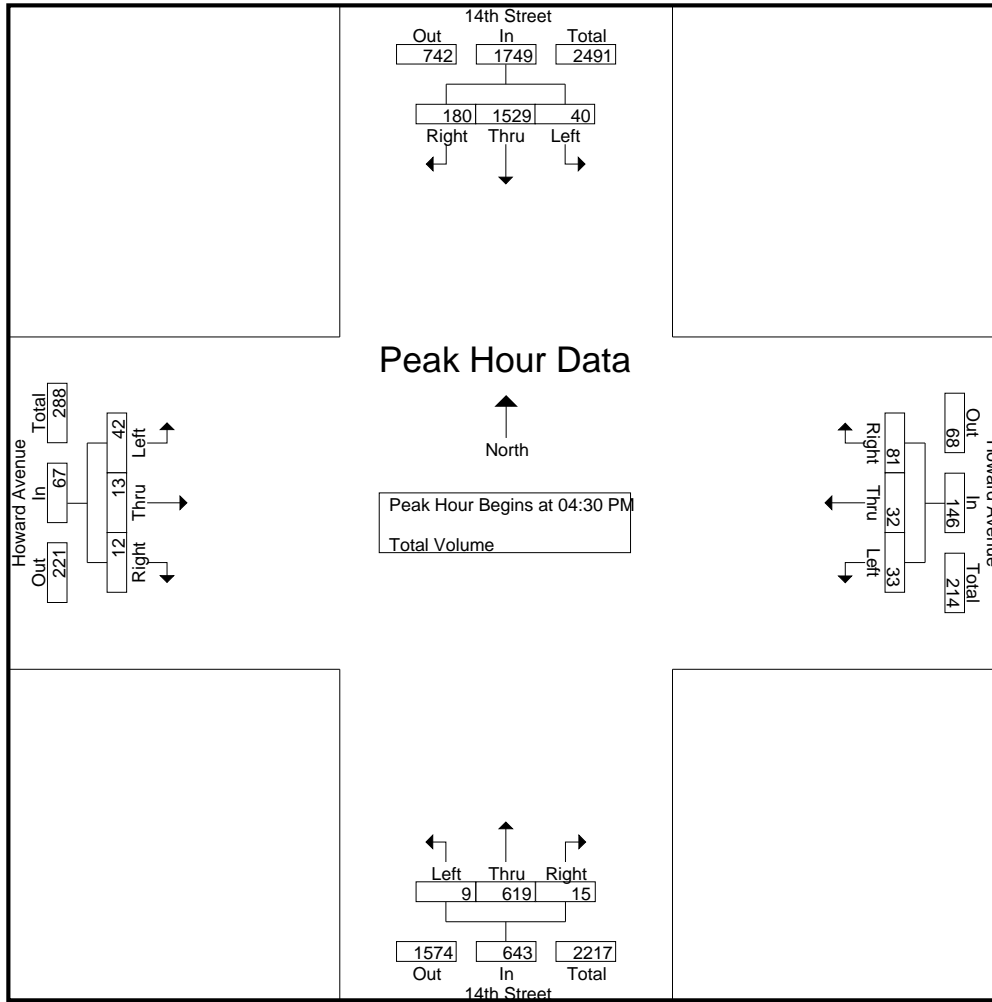 14th Street
Out In Total
742 1749 2491
180 1529 40
Right Thru Left
Peak Hour Data
North
Peak Hour Begins at 04:30 PM
Total Volume
Howard Avenue
Out In Total
221 67 288
12 13 42
Right Thru Left
Howard Avenue
Out In Total
68 146 214
81 32 33
Right Thru Left
Left Thru Right
9 619 15
1574 643 2217
Out In Total
14th Street